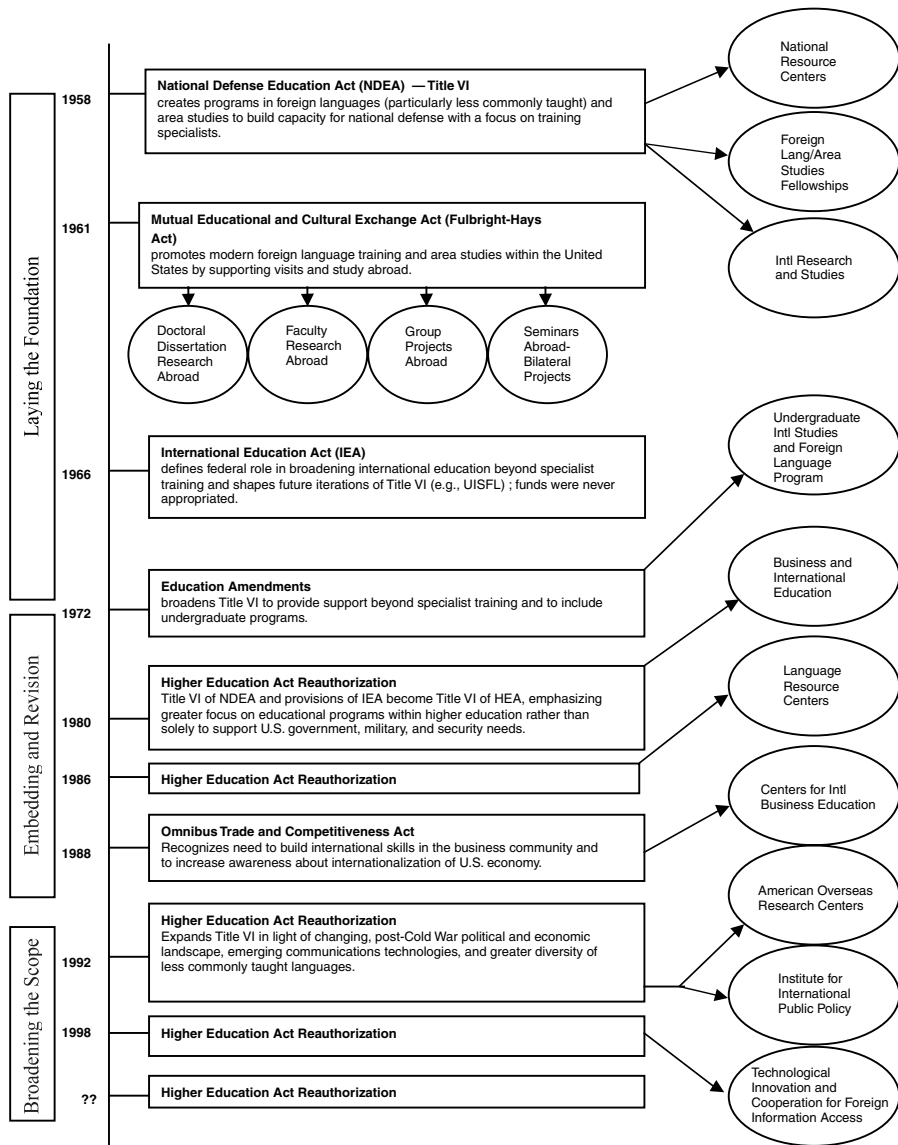 Laying the Foundation
1958
National Defense Education Act (NDEA) — Title VI
creates programs in foreign languages (particularly less commonly taught) and
area studies to build capacity for national defense with a focus on training
specialists.
National
Resource
Centers
Foreign
Lang/Area
Studies
Fellowships
Intl Research
and Studies
1961
Mutual Educational and Cultural Exchange Act (Fulbright-Hays
Act)
promotes modern foreign language training and area studies within the United
States by supporting visits and study abroad.
Doctoral
Dissertation
Research
Abroad
Faculty
Research
Abroad
Group
Projects
Abroad
Seminars
Abroad-
Bilateral
Projects
1966
International Education Act (IEA)
defines federal role in broadening international education beyond specialist
training and shapes future iterations of Title VI (e.g., UISFL) ; funds were never
appropriated.
Undergraduate
Intl Studies
and Foreign
Language
Program
1972
Education Amendments
broadens Title VI to provide support beyond specialist training and to include
undergraduate programs.
Business and
International
Education
Embedding and Revision
1980
Higher Education Act Reauthorization
Title VI of NDEA and provisions of IEA become Title VI of HEA, emphasizing
greater focus on educational programs within higher education rather than
solely to support U.S. government, military, and security needs.
Language
Resource
Centers
1986
Higher Education Act Reauthorization
Centers for Intl
Business Education
1988
Omnibus Trade and Competitiveness Act
Recognizes need to build international skills in the business community and
to increase awareness about internationalization of U.S. economy.
American Overseas
Research Centers
Broadening the Scope
1992
Higher Education Act Reauthorization
Expands Title VI in light of changing, post-Cold War political and economic
landscape, emerging communications technologies, and greater diversity of
less commonly taught languages.
Institute for
International
Public Policy
1998
Higher Education Act Reauthorization
Technological
Innovation and
Cooperation for Foreign
Information Access
??
Higher Education Act Reauthorization